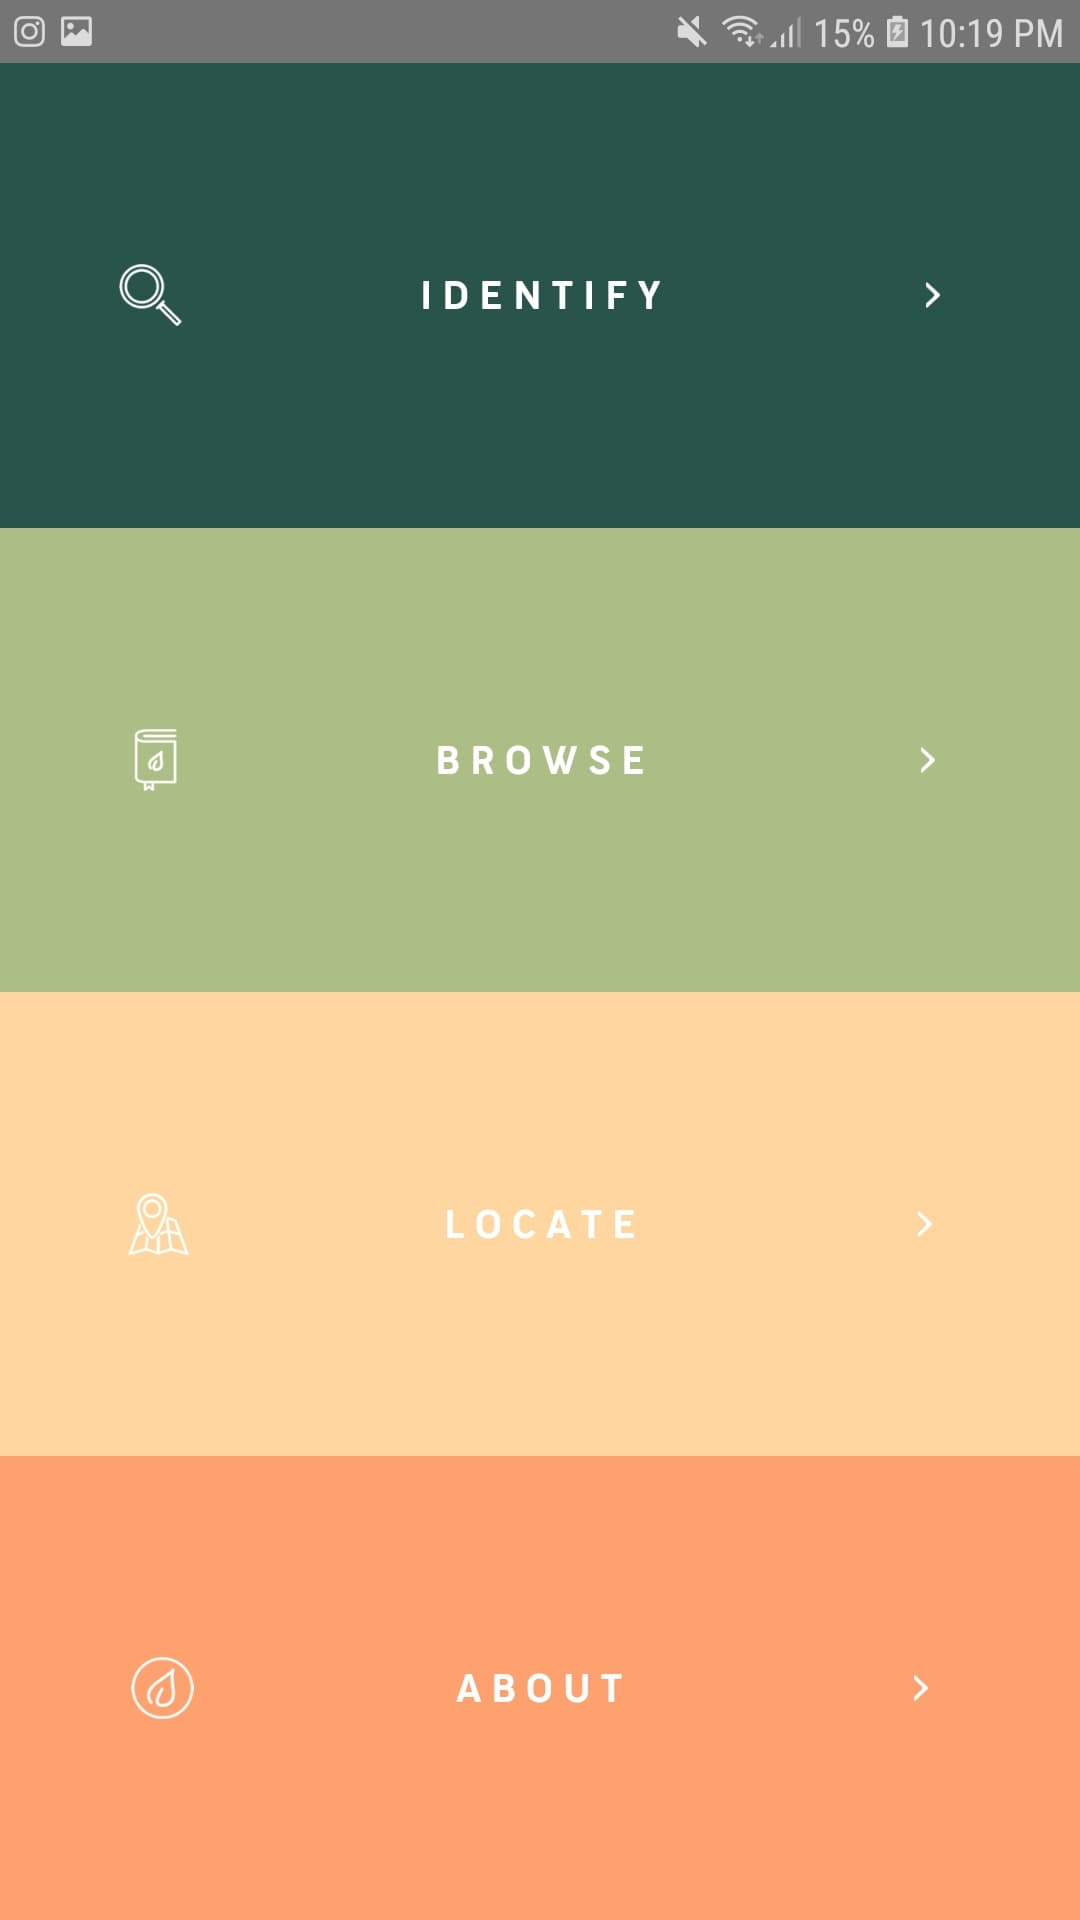 15% 10:19 PM
IDENTIFY
BROWSE
LOCATE
ABOUT